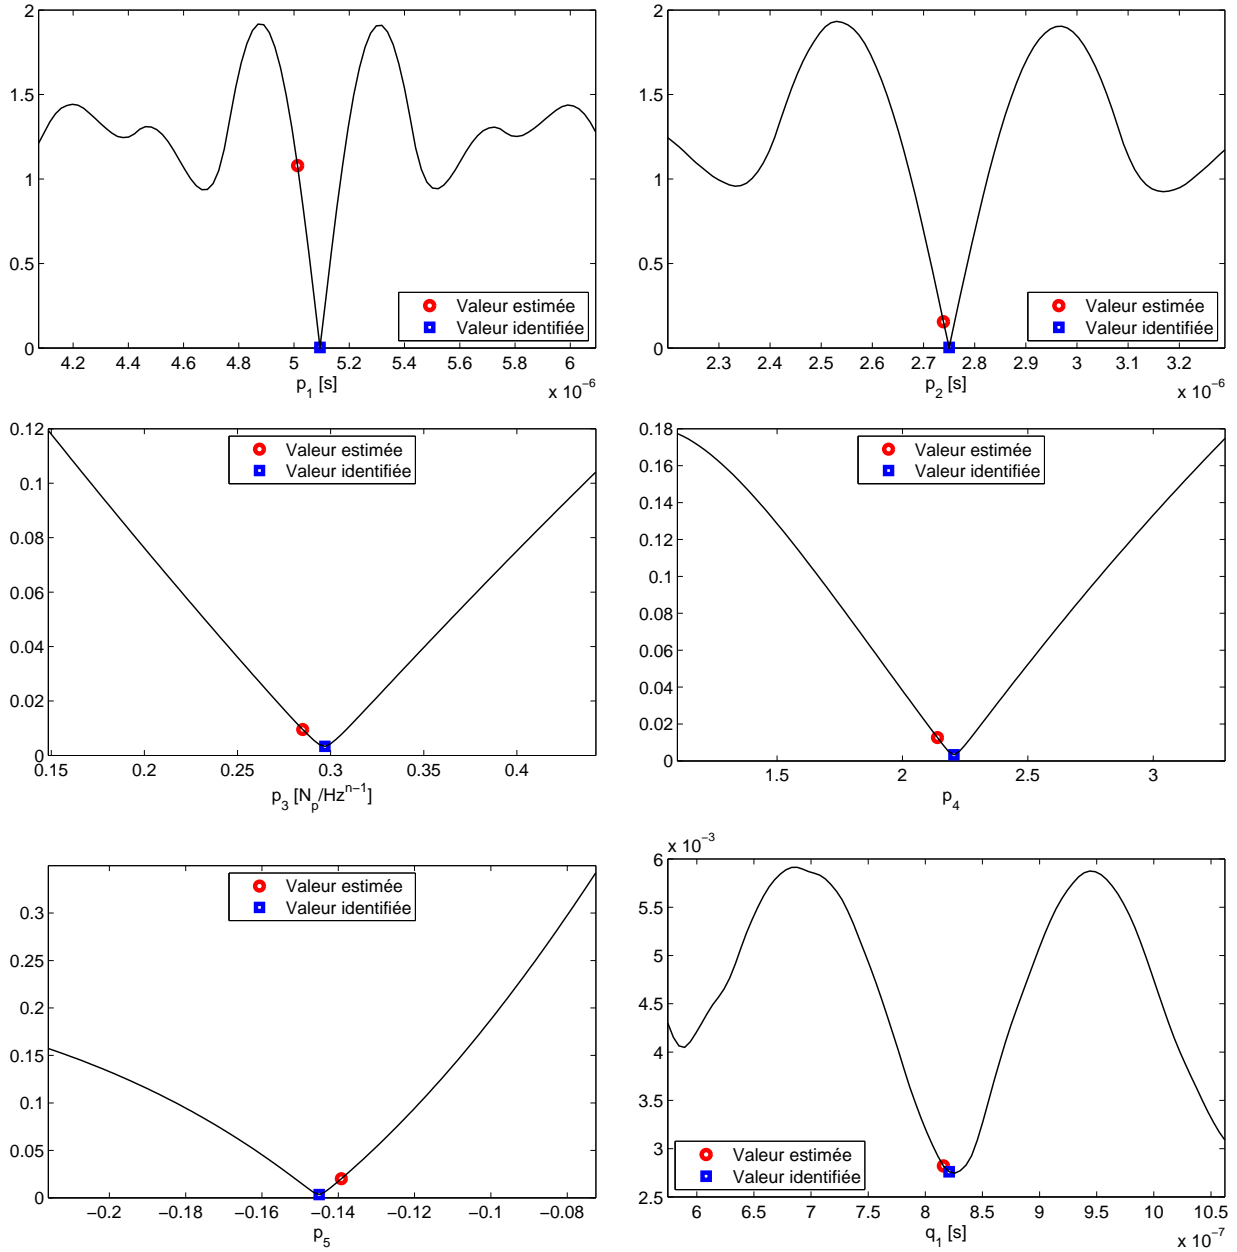 2
1.5
1
0.5
0
Valeur estimée
Valeur identifiée
4.2 4.4 4.6 4.8 5 5.2 5.4 5.6 5.8 6
p_1 [s]
x 10^-6
2
1.5
1
0.5
0
Valeur estimée
Valeur identifiée
2.3 2.4 2.5 2.6 2.7 2.8 2.9 3 3.1 3.2
p_2 [s]
x 10^-6
0.12
0.1
0.08
0.06
0.04
0.02
0
Valeur estimée
Valeur identifiée
0.15 0.2 0.25 0.3 0.35 0.4
p_3 [N_p/Hz^n−1]
0.18
0.16
0.14
0.12
0.1
0.08
0.06
0.04
0.02
0
Valeur estimée
Valeur identifiée
1.5 2 2.5 3
p_4
0.3
0.25
0.2
0.15
0.1
0.05
0
Valeur estimée
Valeur identifiée
−0.2 −0.18 −0.16 −0.14 −0.12 −0.1 −0.08
p_5
x 10^−3
6
5.5
5
4.5
4
3.5
3
2.5
Valeur estimée
Valeur identifiée
6 6.5 7 7.5 8 8.5 9 9.5 10 10.5
q_1 [s]
x 10^−7